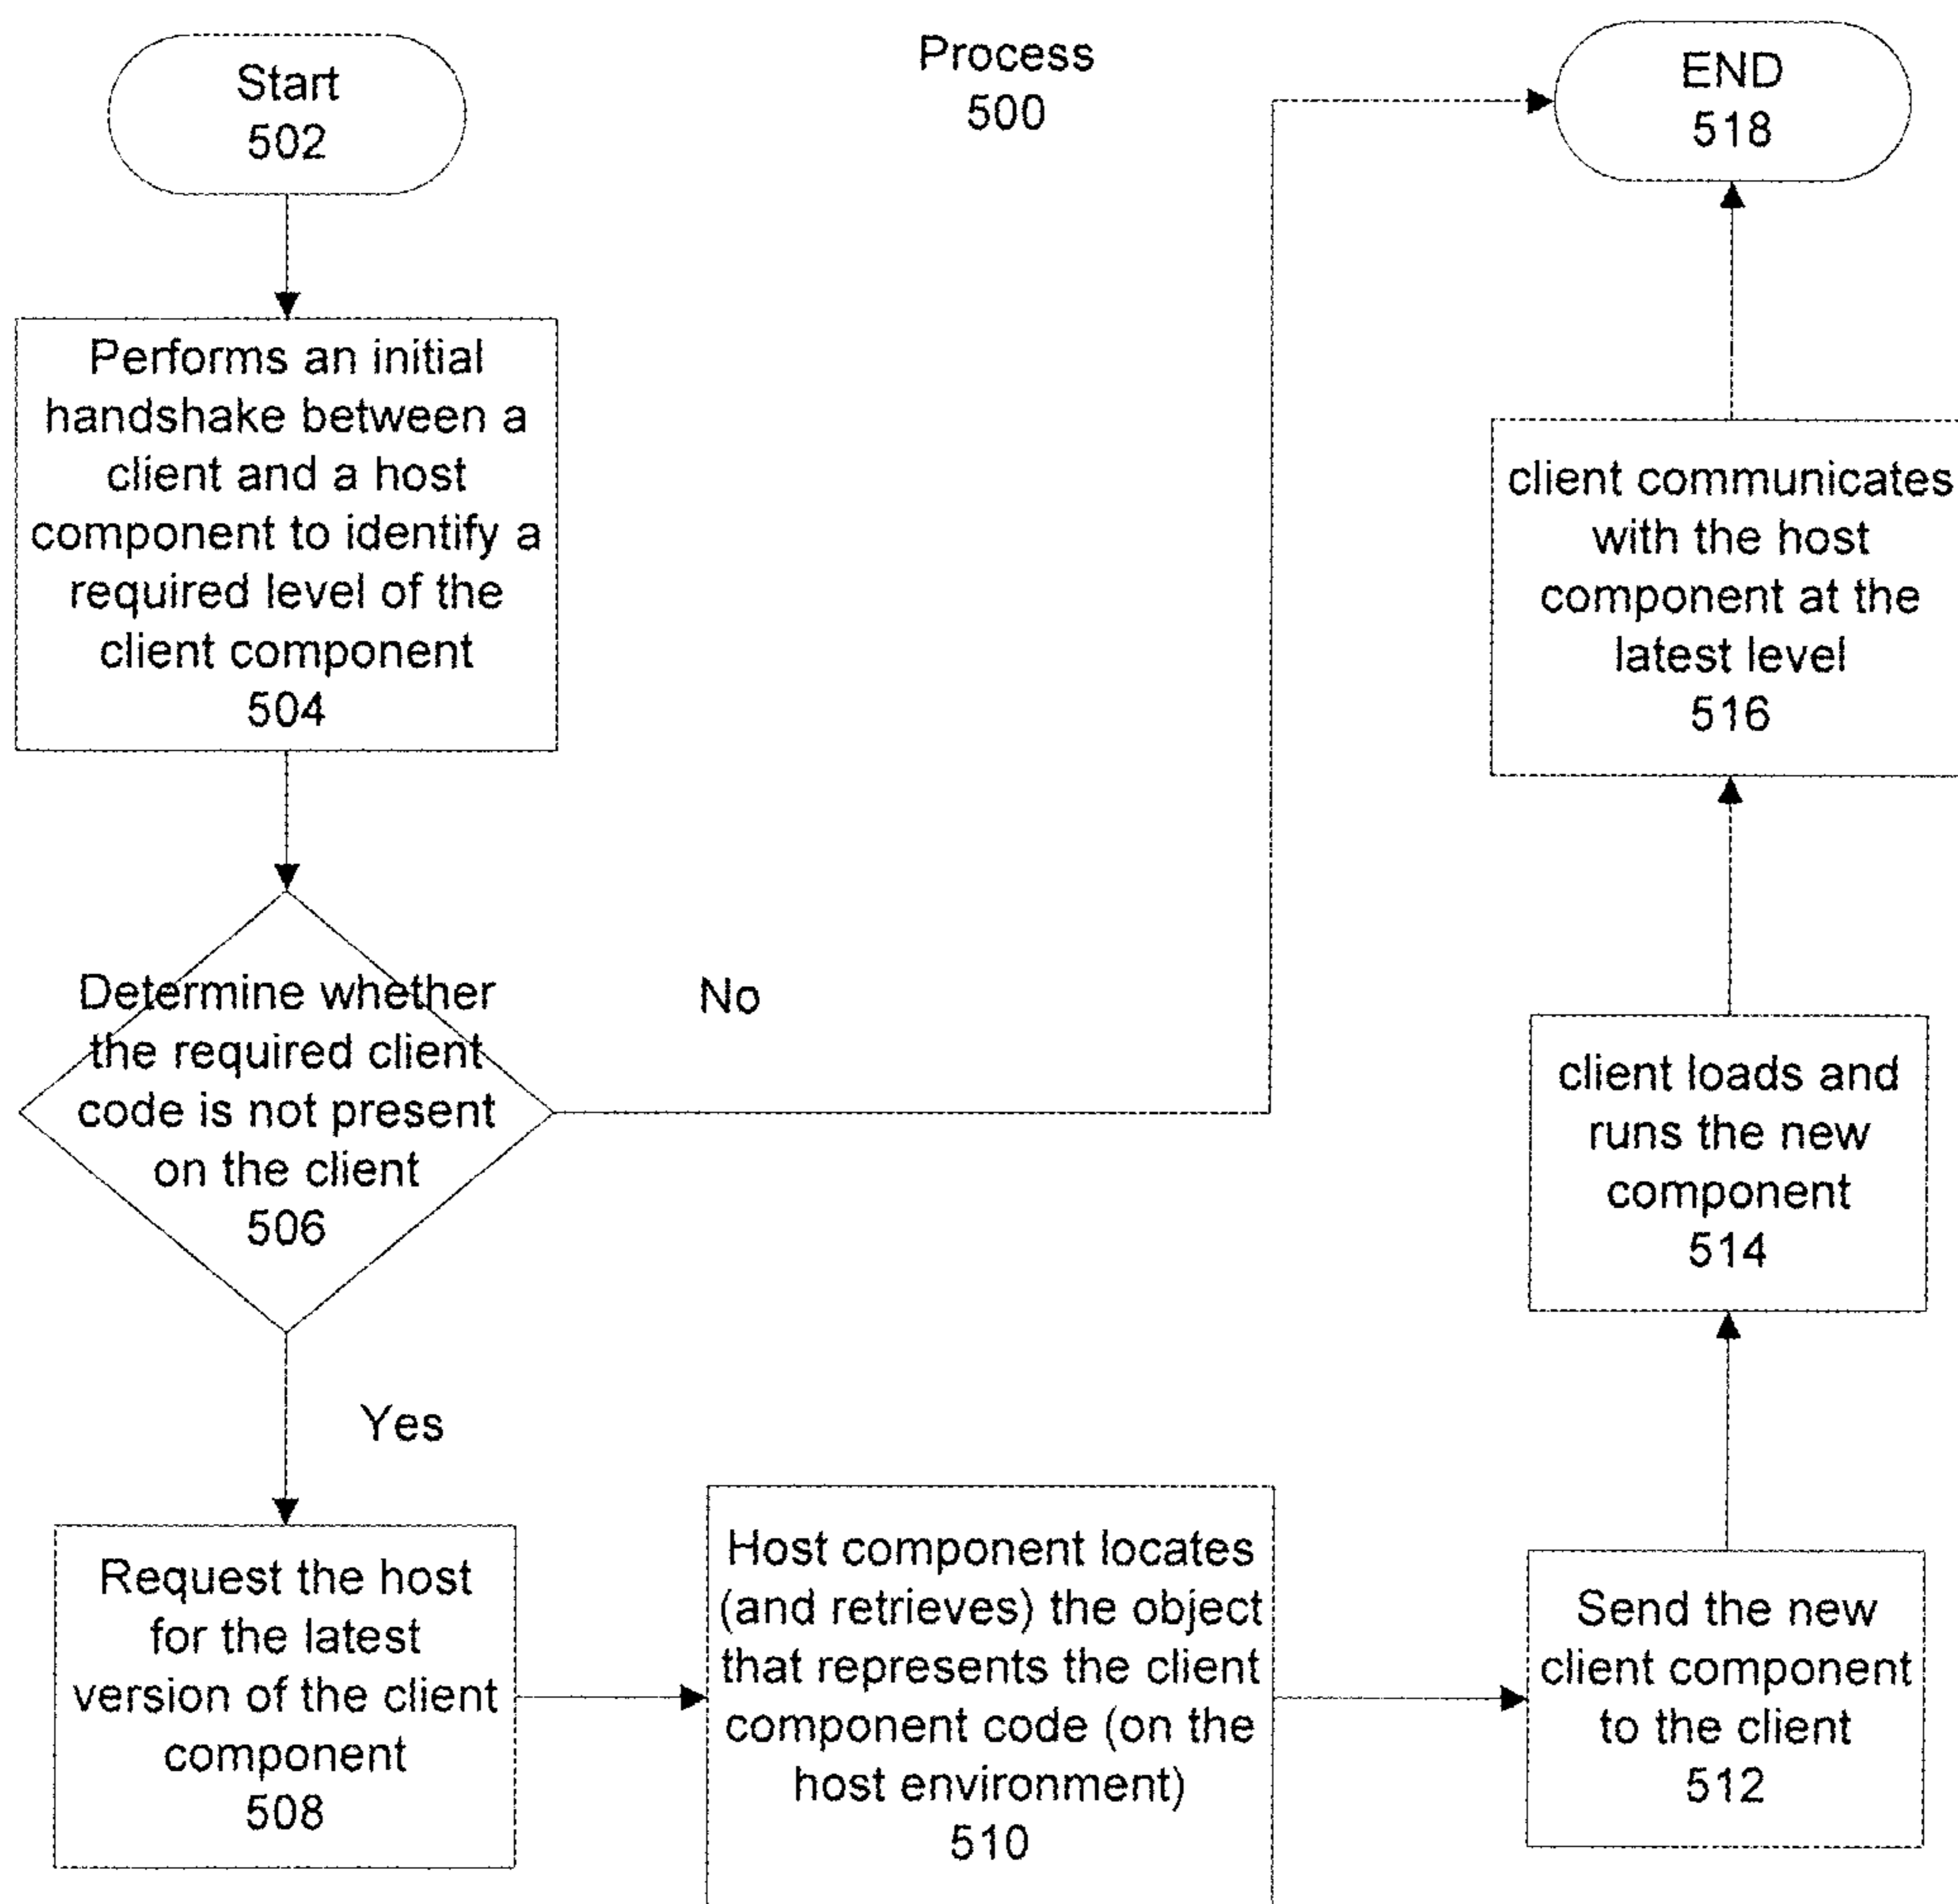 Start
502
Process
500
END
518
Performs an initial
handshake between a
client and a host
component to identify a
required level of the
client component
504
Determine whether
the required client
code is not present
on the client
506
No
Yes
Request the host
for the latest
version of the client
component
508
Host component locates
(and retrieves) the object
that represents the client
component code (on the
host environment)
510
Send the new
client component
to the client
512
client loads and
runs the new
component
514
client communicates
with the host
component at the
latest level
516